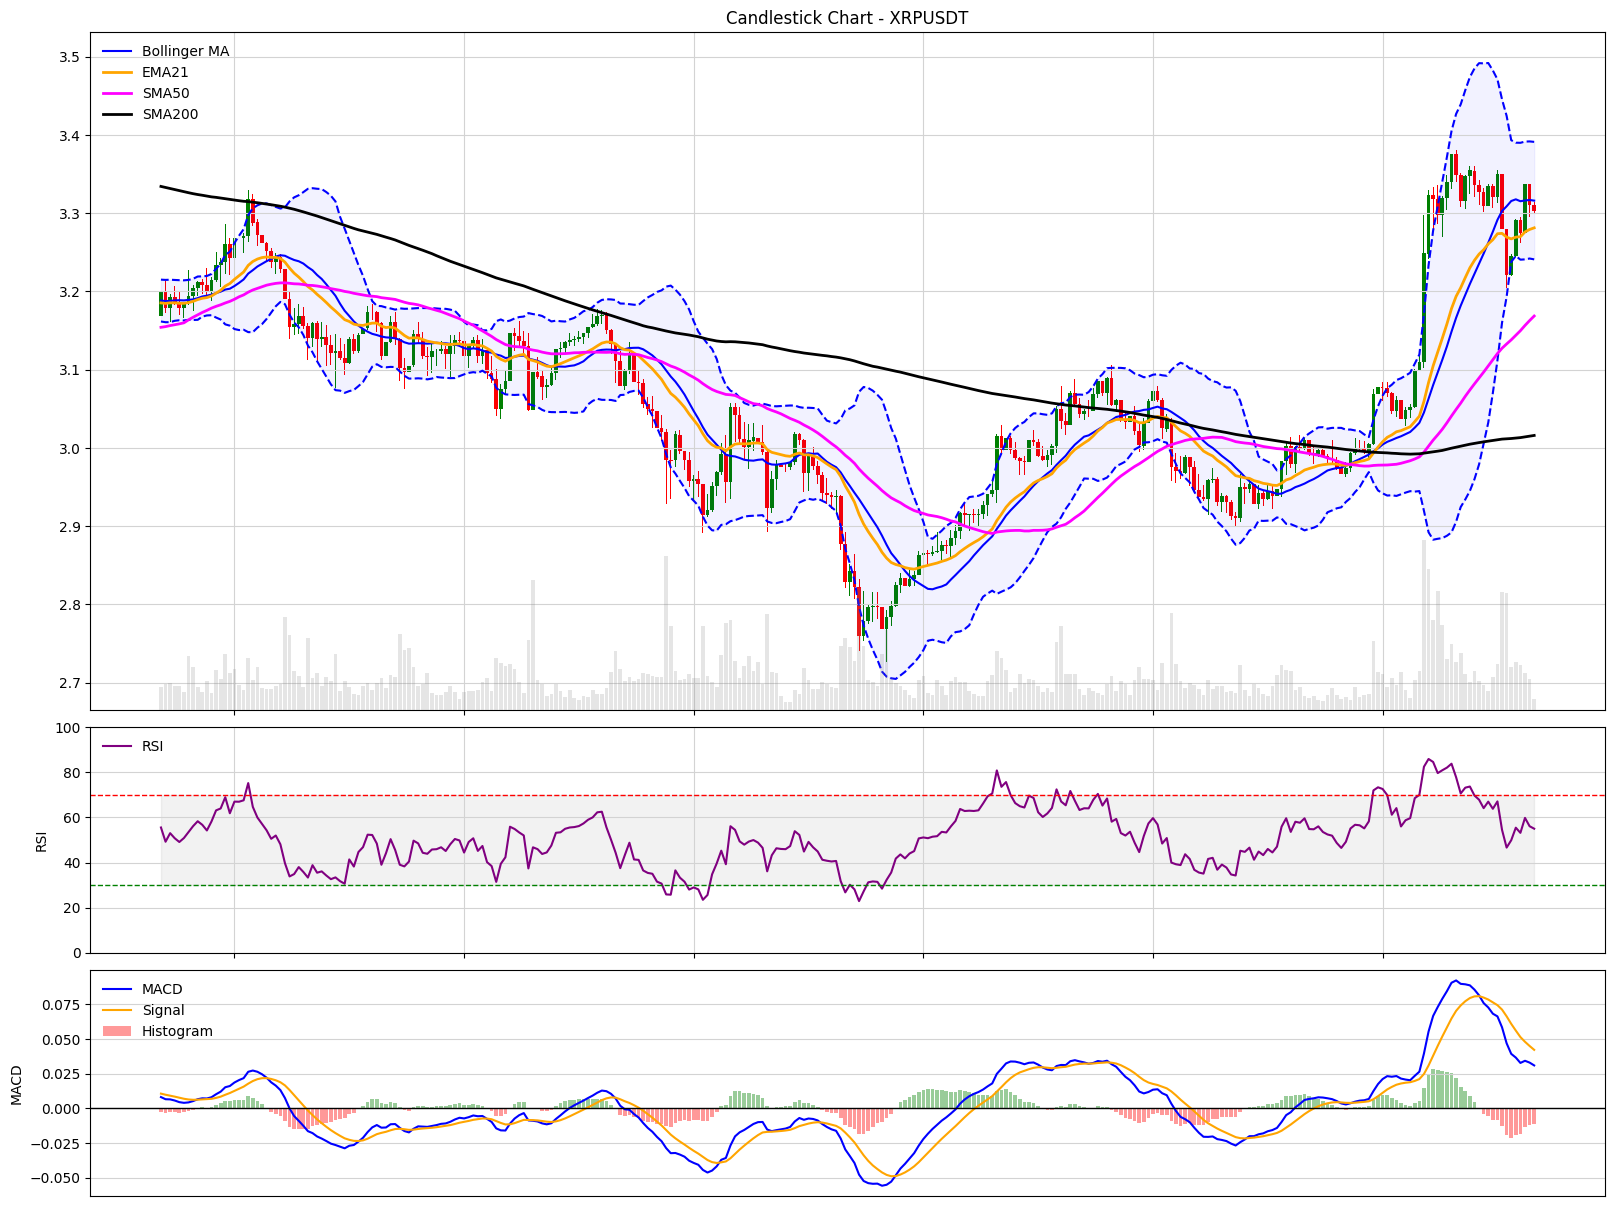 Candlestick Chart - XRPUSDT
Bollinger MA
EMA21
SMA50
SMA200
3.5
3.4
3.3
3.2
3.1
3.0
2.9
2.8
2.7
RSI
100
80
60
40
20
0
RSI
MACD
Signal
Histogram
0.075
0.050
0.025
0.000
−0.025
−0.050
MACD